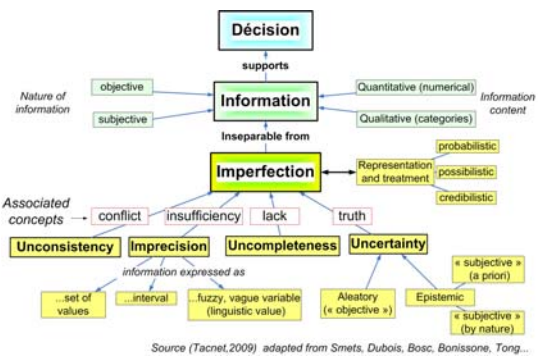 Décision
supports
objective
Quantitative (numerical)
Nature of
information
Information
Information
content
subjective
Qualitative (categories)
Inseparable from
probabilistic
Imperfection
Representation
and treatment
possibilistic
credibilistic
Associated
concepts
conflict
insufficiency
lack
truth
Unconsistency
Imprecision
Uncompleteness
Uncertainty
information expressed as
« subjective »
(a priori)
...set of
values
...interval
...fuzzy, vague variable
(linguistic value)
Aleatory
(« objective »)
Epistemic
« subjective »
(by nature)
Source (Tacnet,2009) adapted from Smets, Dubois, Bosc, Bonissone, Tong...